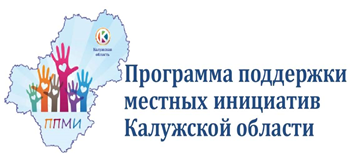 Калужская
область
ППМИ
Программа поддержки
местных инициатив
Калужской области